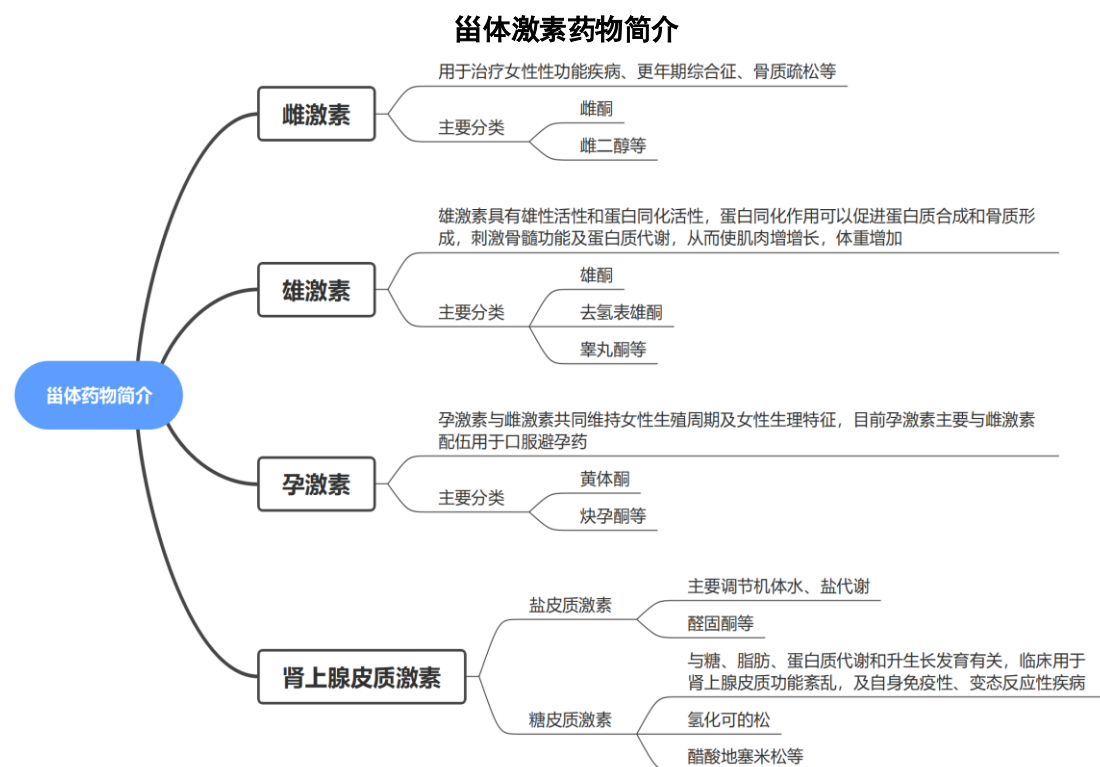 甾体激素药物简介
甾体药物简介
雌激素
用于治疗女性性功能疾病、更年期综合征、骨质疏松等
主要分类
雌酮
雌二醇等
雄激素
雄激素具有雄性活性和蛋白同化活性，蛋白同化作用可以促进蛋白质合成和骨质形
成，刺激骨髓功能及蛋白质代谢，从而使肌肉增增长，体重增加
主要分类
雄酮
去氢表雄酮
睾丸酮等
孕激素
孕激素与雌激素共同维持女性生殖周期及女性生理特征，目前孕激素主要与雌激素
配伍用于口服避孕药
主要分类
黄体酮
炔孕酮等
肾上腺皮质激素
盐皮质激素
主要调节机体水、盐代谢
醛固酮等
糖皮质激素
与糖、脂肪、蛋白质代谢和升生长发育有关，临床用于
肾上腺皮质功能紊乱，及自身免疫性、变态反应性疾病
氢化可的松
醋酸地塞米松等